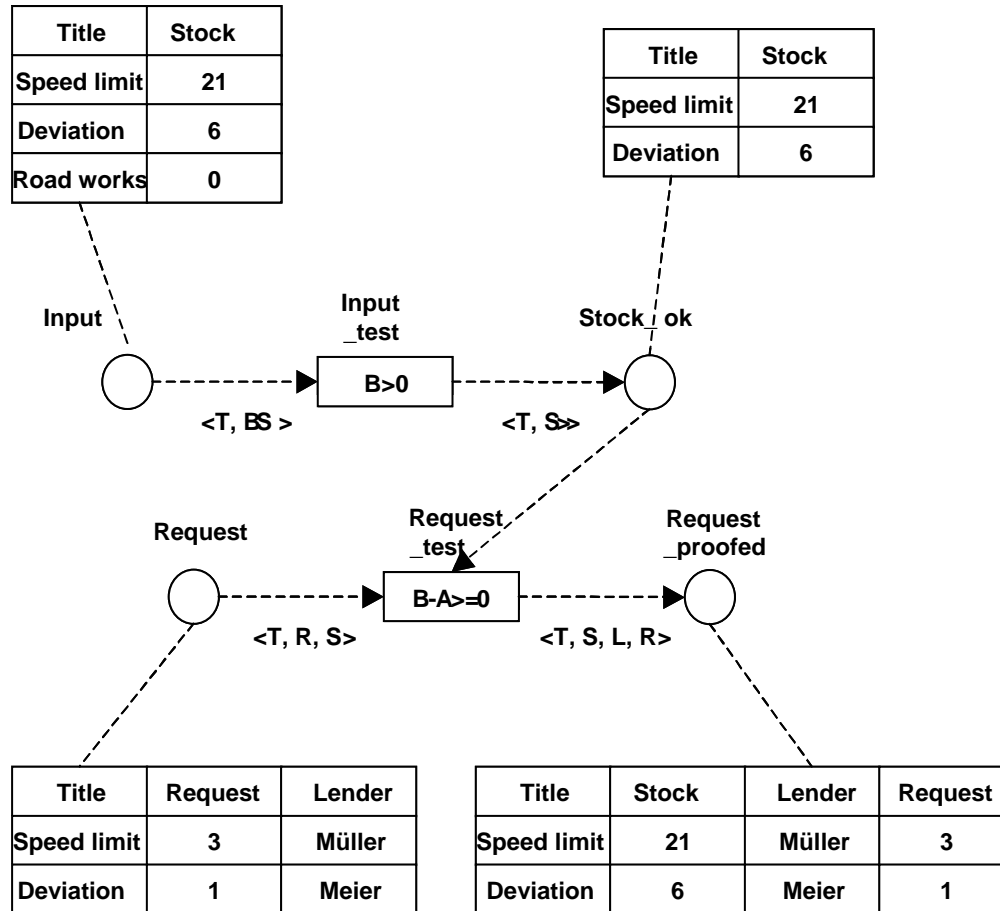 Title Stock
Speed limit 21
Deviation 6
Road works 0
Title Stock
Speed limit 21
Deviation 6
Input
Input
_test
Stock_ ok
B>0
<T, BS >
<T, S>>
Request
Request
_test
Request
_proofed
B-A>=0
<T, R, S>
<T, S, L, R>
Title Request Lender
Speed limit 3 Müller
Deviation 1 Meier
Title Stock Lender Request
Speed limit 21 Müller 3
Deviation 6 Meier 1